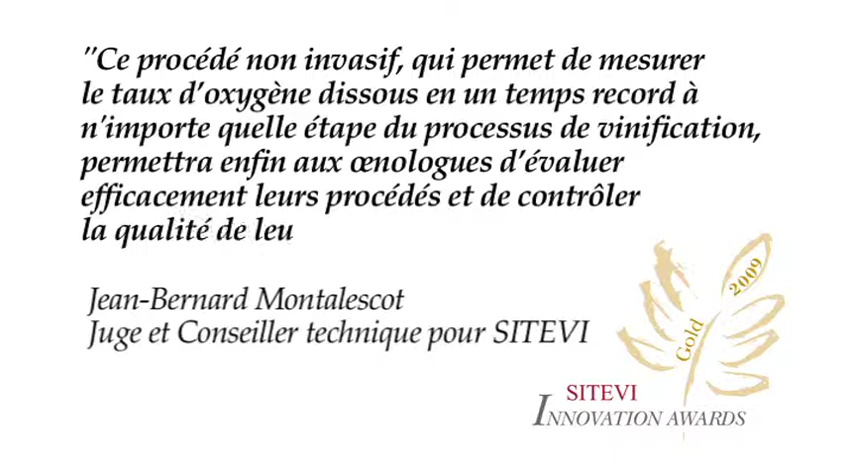 "Ce procédé non invasif, qui permet de mesurer
le taux d'oxygène dissous en un temps record à
n'importe quelle étape du processus de vinification,
permettra enfin aux œnologues d'évaluer
efficacement leurs procédés et de contrôler
la qualité de leu
Jean-Bernard Montalescot
Juge et Conseiller technique pour SITEVI
Gold 2009
SITEVI
INNOVATION AWARDS